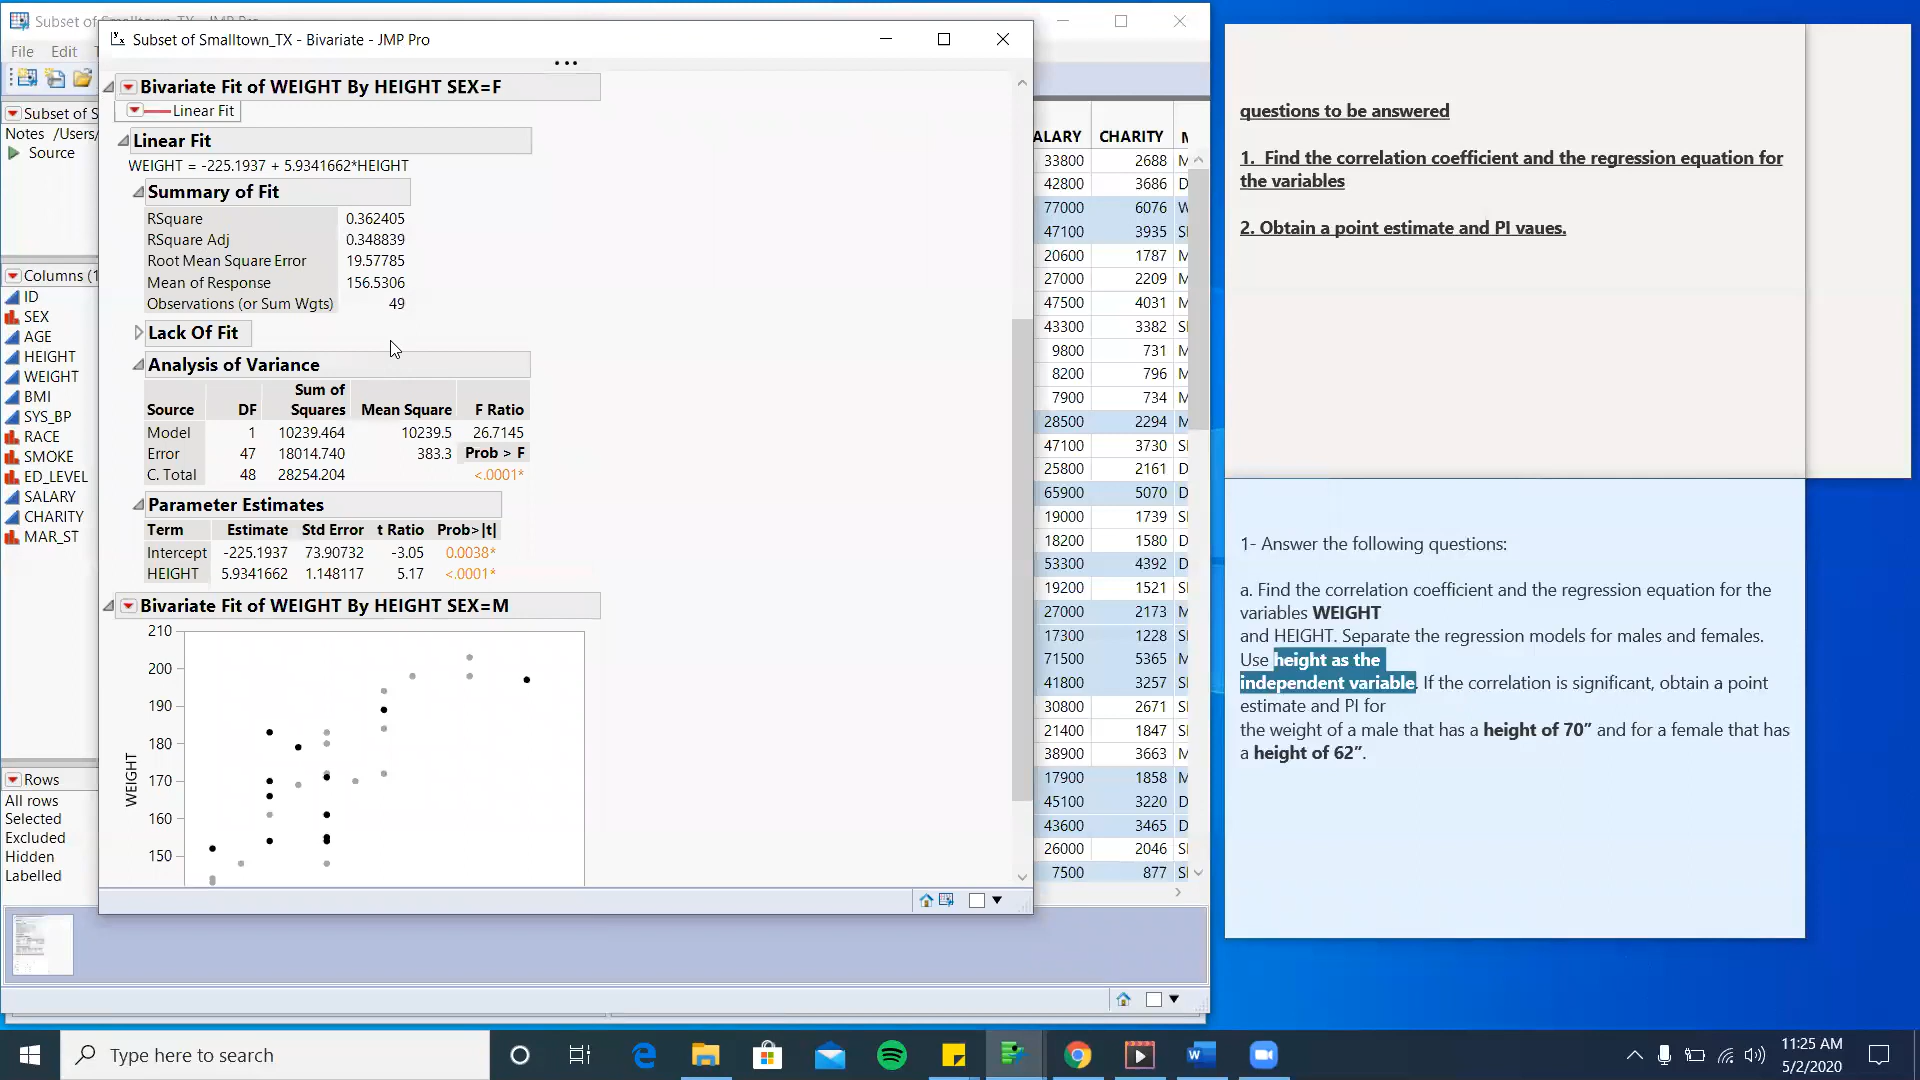 Subset of Smalltown_TX - JMP Pro
File Edit
Subset of Smalltown_TX - Bivariate - JMP Pro
Bivariate Fit of WEIGHT By HEIGHT SEX=F
Linear Fit
Linear Fit
WEIGHT = -225.1937 + 5.9341662*HEIGHT
Summary of Fit
RSquare 0.362405
RSquare Adj 0.348839
Root Mean Square Error 19.57785
Mean of Response 156.5306
Observations (or Sum Wgts) 49
Lack Of Fit
Analysis of Variance
Sum of
Source DF Squares Mean Square F Ratio
Model 1 10239.464 10239.5 26.7145
Error 47 18014.740 383.3 Prob > F
C. Total 48 28254.204 <.0001*
Parameter Estimates
Term Estimate Std Error t Ratio Prob>|t|
Intercept -225.1937 73.90732 -3.05 0.0038*
HEIGHT 5.9341662 1.148117 5.17 <.0001*
Bivariate Fit of WEIGHT By HEIGHT SEX=M
210
200
190
180
170
160
150
WEIGHT
Subset of S
Notes /Users/
Source
Columns (1
ID
SEX
AGE
HEIGHT
WEIGHT
BMI
SYS_BP
RACE
SMOKE
ED_LEVEL
SALARY
CHARITY
MAR_ST
Rows
All rows
Selected
Excluded
Hidden
Labelled
ALARY CHARITY M
33800 2688 M
42800 3686 D
77000 6076 W
47100 3935 SI
20600 1787 M
27000 2209 M
47500 4031 M
43300 3382 SI
9800 731 M
8200 796 M
7900 734 M
28500 2294 M
47100 3730 SI
25800 2161 D
65900 5070 D
19000 1739 SI
18200 1580 D
53300 4392 D
19200 1521 SI
27000 2173 M
17300 1228 SI
71500 5365 M
41800 3257 SI
30800 2671 SI
21400 1847 SI
38900 3663 M
17900 1858 M
45100 3220 D
43600 3465 D
26000 2046 SI
7500 877 SI
questions to be answered
1. Find the correlation coefficient and the regression equation for
the variables
2. Obtain a point estimate and PI vaues.
1- Answer the following questions:
a. Find the correlation coefficient and the regression equation for the
variables WEIGHT
and HEIGHT. Separate the regression models for males and females.
Use height as the
independent variable. If the correlation is significant, obtain a point
estimate and PI for
the weight of a male that has a height of 70” and for a female that has
a height of 62”.
Type here to search
11:25 AM
5/2/2020